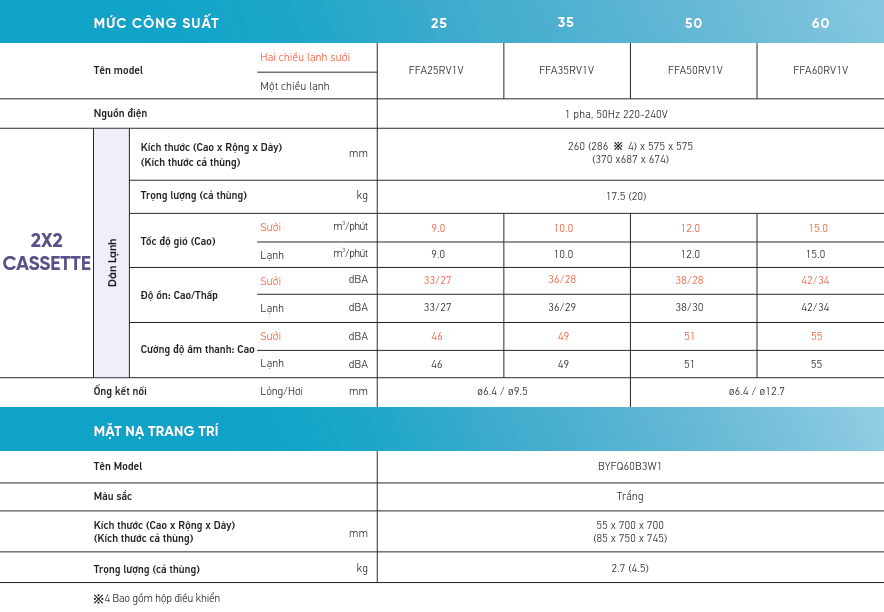 MỨC CÔNG SUẤT 25 35 50 60
Tên model Hai chiều lạnh sưởi FFA25RV1V FFA35RV1V FFA50RV1V FFA60RV1V
Một chiều lạnh
Nguồn điện 1 pha, 50Hz 220-240V
2X2 CASSETTE
Dàn Lạnh
Kích thước (Cao x Rộng x Dày) mm 260 (286 ※ 4) x 575 x 575
(Kích thước cả thùng) (370 x687 x 674)
Trọng lượng (cả thùng) kg 17.5 (20)
Tốc độ gió (Cao) Sưởi m³/phút 9.0 10.0 12.0 15.0
Lạnh m³/phút 9.0 10.0 12.0 15.0
Độ ồn: Cao/Thấp Sưởi dBA 33/27 36/28 38/28 42/34
Lạnh dBA 33/27 36/29 38/30 42/34
Cường độ âm thanh: Cao Sưởi dBA 46 49 51 55
Lạnh dBA 46 49 51 55
Ống kết nối Lỏng/Hơi mm ø6.4 / ø9.5 ø6.4 / ø12.7
MẶT NẠ TRANG TRÍ
Tên Model BYFQ60B3W1
Màu sắc Trắng
Kích thước (Cao x Rộng x Dày) mm 55 x 700 x 700
(Kích thước cả thùng) (85 x 750 x 745)
Trọng lượng (cả thùng) kg 2.7 (4.5)
※4 Bao gồm hộp điều khiển